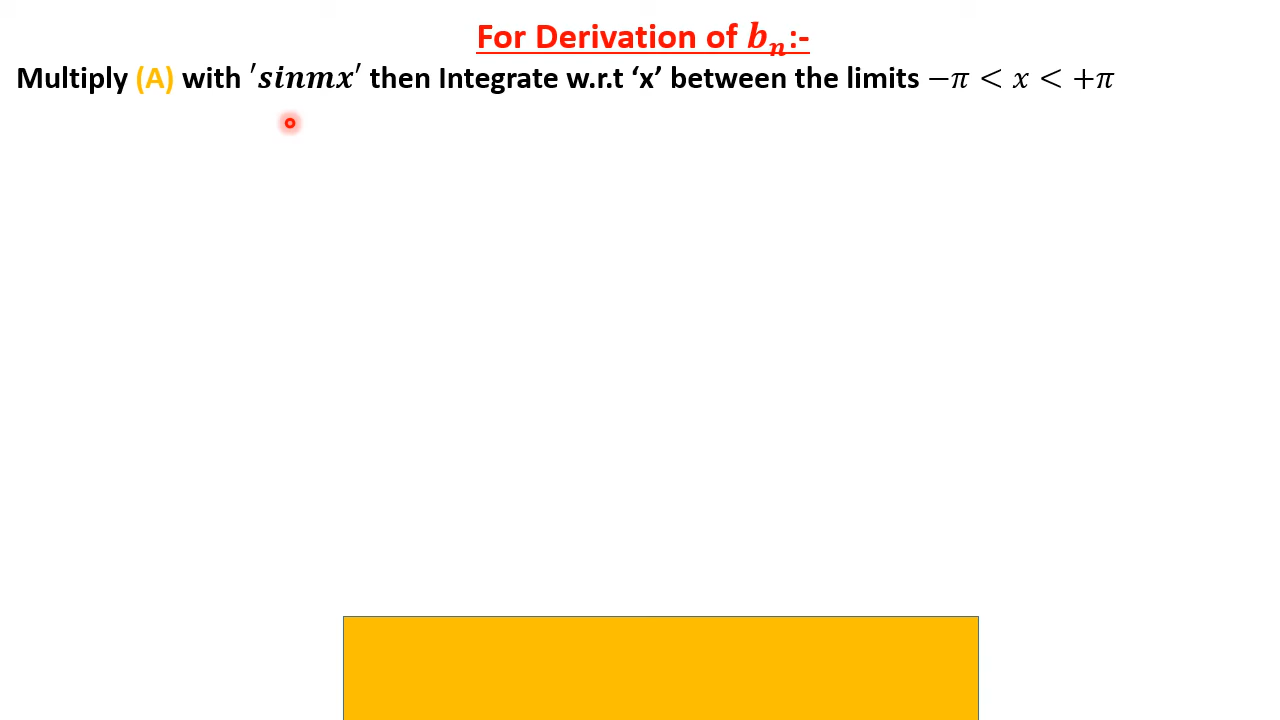 For Derivation of 𝒃ₙ:-
Multiply (A) with ′𝒔𝒊𝒏𝒎𝒙′ then Integrate w.r.t ‘x’ between the limits −𝜋 < 𝑥 < +𝜋